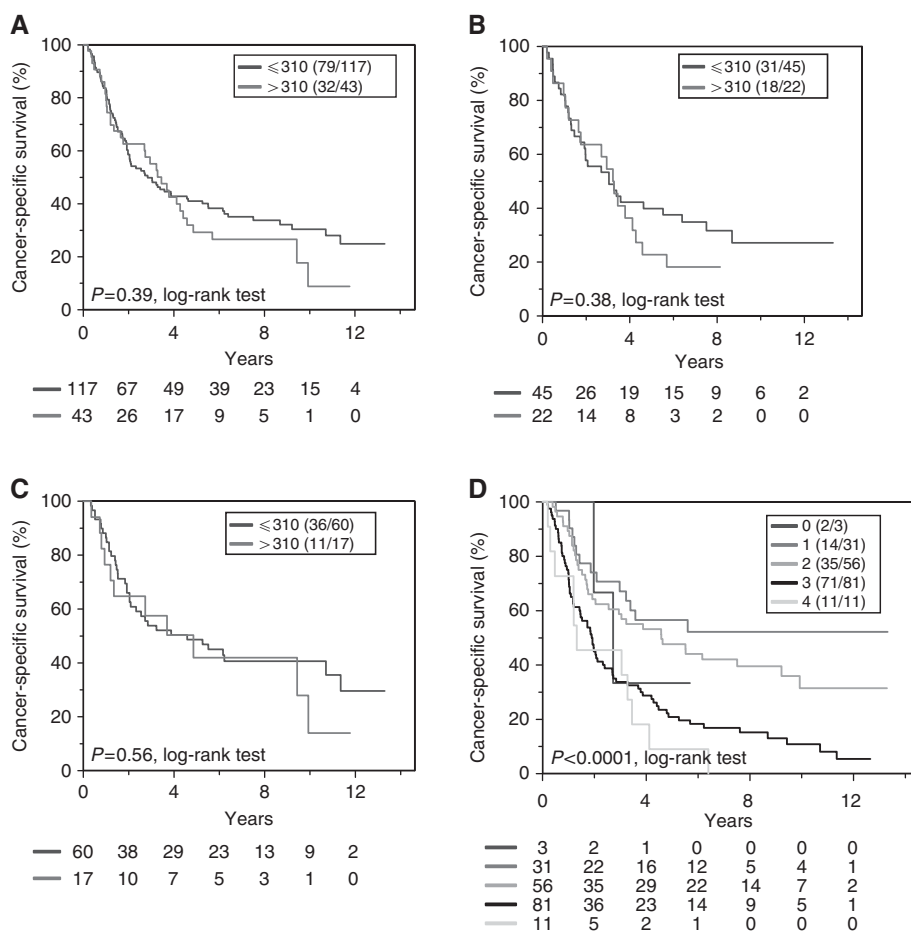 A
Cancer-specific survival (%)
100
80
60
40
20
0
⩽310 (79/117)
>310 (32/43)
P=0.39, log-rank test
0 4 8 12
Years
117 67 49 39 23 15 4
43 26 17 9 5 1 0
B
Cancer-specific survival (%)
100
80
60
40
20
0
⩽310 (31/45)
>310 (18/22)
P=0.38, log-rank test
0 4 8 12
Years
45 26 19 15 9 6 2
22 14 8 3 2 0 0
C
Cancer-specific survival (%)
100
80
60
40
20
0
⩽310 (36/60)
>310 (11/17)
P=0.56, log-rank test
0 4 8 12
Years
60 38 29 23 13 9 2
17 10 7 5 3 1 0
D
Cancer-specific survival (%)
100
80
60
40
20
0
0 (2/3)
1 (14/31)
2 (35/56)
3 (71/81)
4 (11/11)
P<0.0001, log-rank test
0 4 8 12
Years
3 2 1 0 0 0 0
31 22 16 12 5 4 1
56 35 29 22 14 7 2
81 36 23 14 9 5 1
11 5 2 1 0 0 0